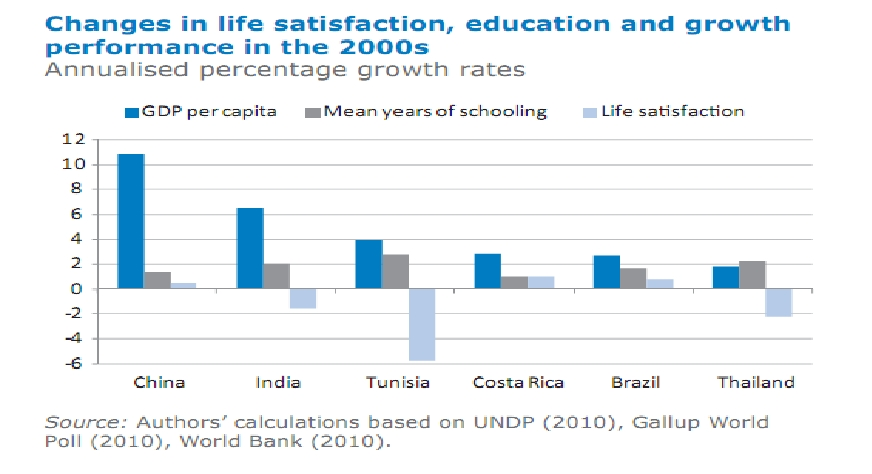 Changes in life satisfaction, education and growth
performance in the 2000s
Annualised percentage growth rates
GDP per capita Mean years of schooling Life satisfaction
12
10
8
6
4
2
0
-2
-4
-6
China India Tunisia Costa Rica Brazil Thailand
Source: Authors’ calculations based on UNDP (2010), Gallup World
Poll (2010), World Bank (2010).